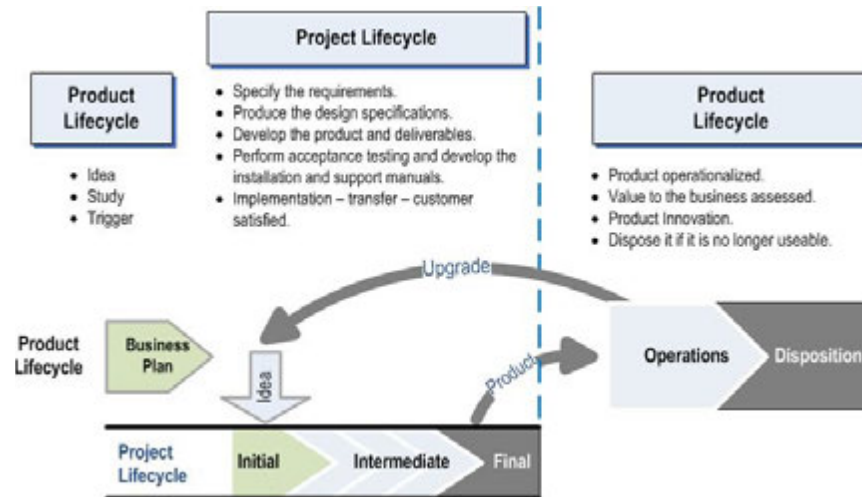 Project Lifecycle
Product
Lifecycle
• Idea
• Study
• Trigger
• Specify the requirements.
• Produce the design specifications.
• Develop the product and deliverables.
• Perform acceptance testing and develop the
installation and support manuals.
• Implementation – transfer – customer
satisfied.
Product
Lifecycle
• Product operationalized.
• Value to the business assessed.
• Product Innovation.
• Dispose it if it is no longer useable.
Upgrade
Product
Lifecycle
Business
Plan
Idea
Product
Operations
Disposition
Project
Lifecycle
Initial
Intermediate
Final